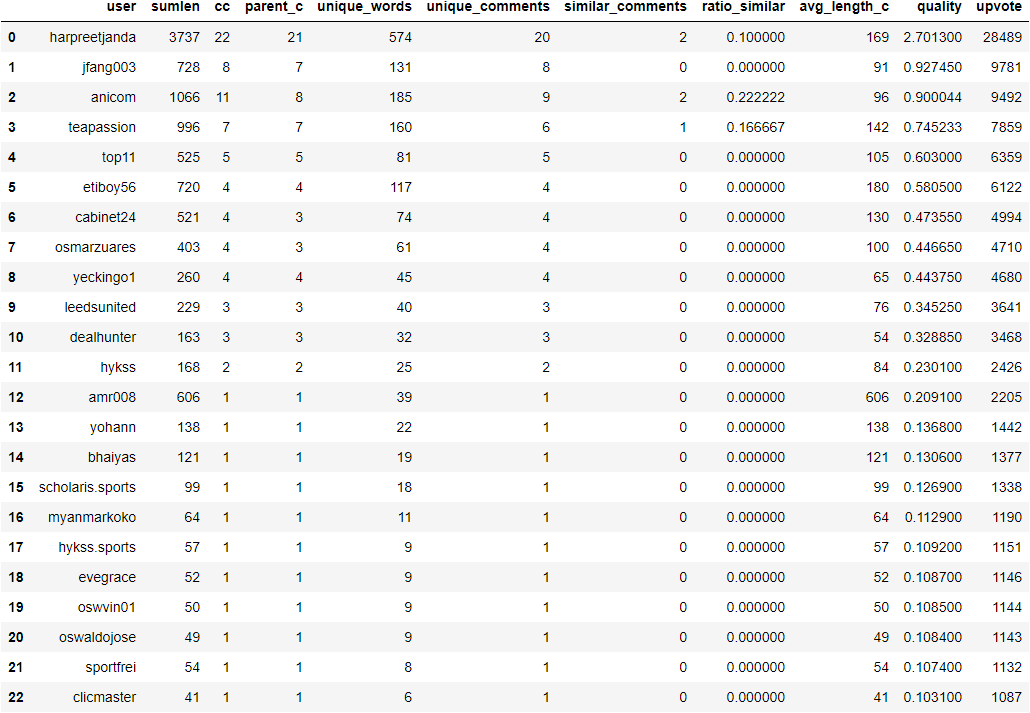 user sumlen cc parent_c unique_words unique_comments similar_comments ratio_similar avg_length_c quality upvote
0 harpreetjanda 3737 22 21 574 20 2 0.100000 169 2.701300 28489
1 jfang003 728 8 7 131 8 0 0.000000 91 0.927450 9781
2 anicom 1066 11 8 185 9 2 0.222222 96 0.900044 9492
3 teapassion 996 7 7 160 6 1 0.166667 142 0.745233 7859
4 top11 525 5 5 81 5 0 0.000000 105 0.603000 6359
5 etiboy56 720 4 4 117 4 0 0.000000 180 0.580500 6122
6 cabinet24 521 4 3 74 4 0 0.000000 130 0.473550 4994
7 osmarzuares 403 4 3 61 4 0 0.000000 100 0.446650 4710
8 yeckingo1 260 4 4 45 4 0 0.000000 65 0.443750 4680
9 leedsunited 229 3 3 40 3 0 0.000000 76 0.345250 3641
10 dealhunter 163 3 3 32 3 0 0.000000 54 0.328850 3468
11 hykss 168 2 2 25 2 0 0.000000 84 0.230100 2426
12 amr008 606 1 1 39 1 0 0.000000 606 0.209100 2205
13 yohann 138 1 1 22 1 0 0.000000 138 0.136800 1442
14 bhaiyas 121 1 1 19 1 0 0.000000 121 0.130600 1377
15 scholaris.sports 99 1 1 18 1 0 0.000000 99 0.126900 1338
16 myanmarkoko 64 1 1 11 1 0 0.000000 64 0.112900 1190
17 hykss.sports 57 1 1 9 1 0 0.000000 57 0.109200 1151
18 evegrace 52 1 1 9 1 0 0.000000 52 0.108700 1146
19 oswvin01 50 1 1 9 1 0 0.000000 50 0.108500 1144
20 oswaldojose 49 1 1 9 1 0 0.000000 49 0.108400 1143
21 sportfrei 54 1 1 8 1 0 0.000000 54 0.107400 1132
22 clicmaster 41 1 1 6 1 0 0.000000 41 0.103100 1087